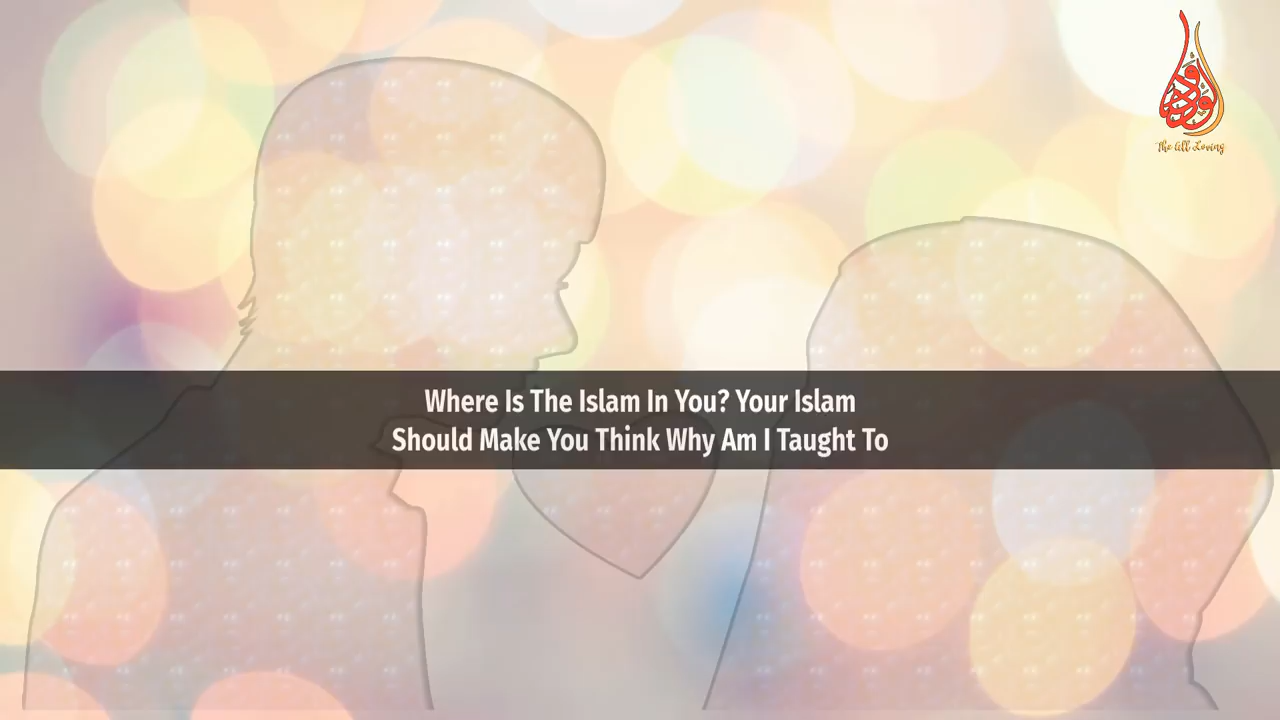 الودود
The All Loving
Where Is The Islam In You? Your Islam
Should Make You Think Why Am I Taught To